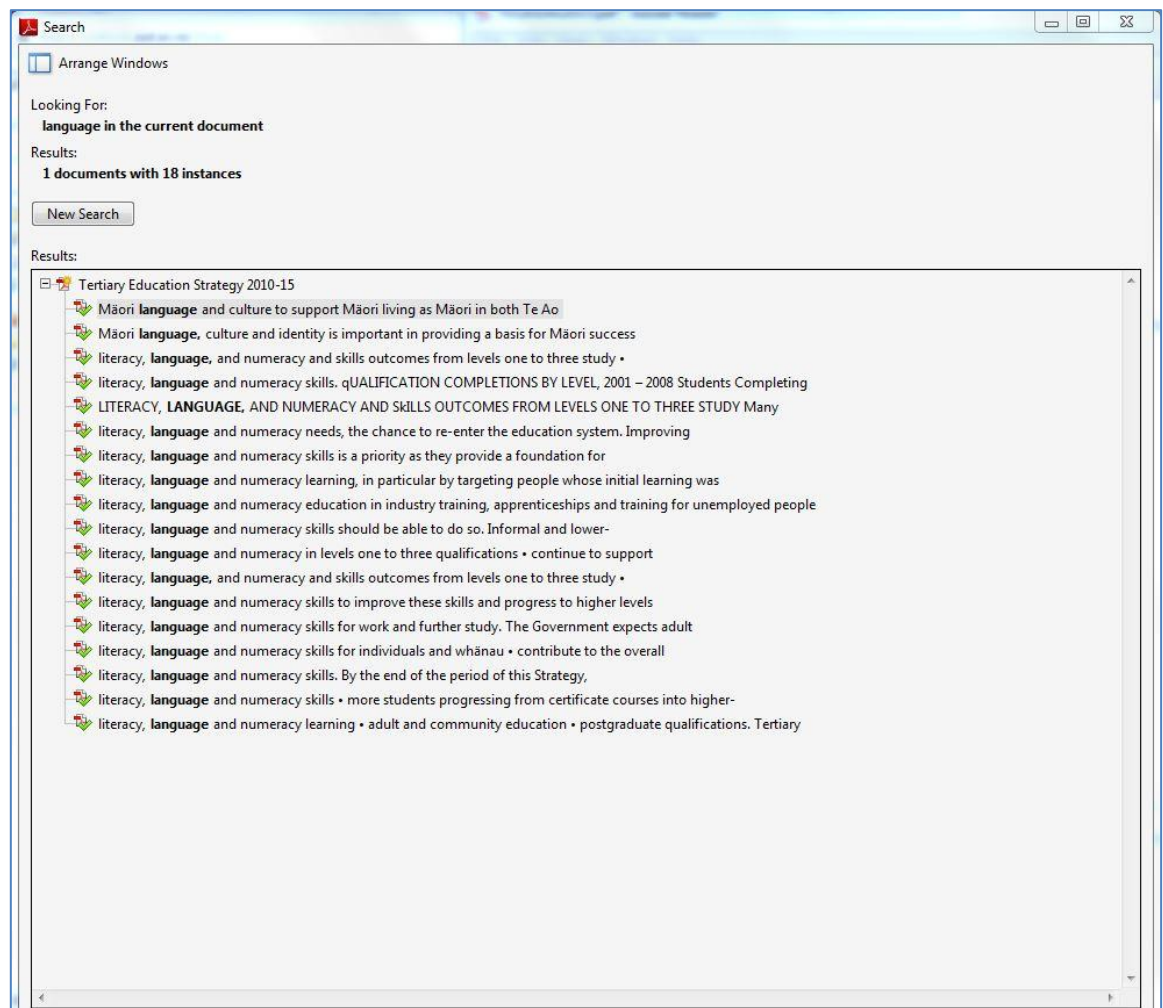 Search
Arrange Windows
Looking For:
language in the current document
Results:
1 documents with 18 instances
New Search
Results:
Tertiary Education Strategy 2010-15
Mäori language and culture to support Mäori living as Mäori in both Te Ao
Mäori language, culture and identity is important in providing a basis for Mäori success
literacy, language, and numeracy and skills outcomes from levels one to three study •
literacy, language and numeracy skills. qUALIFICATION COMPLETIONS BY LEVEL, 2001 – 2008 Students Completing
LITERACY, LANGUAGE, AND NUMERACY AND SkILLS OUTCOMES FROM LEVELS ONE TO THREE STUDY Many
literacy, language and numeracy needs, the chance to re-enter the education system. Improving
literacy, language and numeracy skills is a priority as they provide a foundation for
literacy, language and numeracy learning, in particular by targeting people whose initial learning was
literacy, language and numeracy education in industry training, apprenticeships and training for unemployed people
literacy, language and numeracy skills should be able to do so. Informal and lower-
literacy, language and numeracy in levels one to three qualifications • continue to support
literacy, language, and numeracy and skills outcomes from levels one to three study •
literacy, language and numeracy skills to improve these skills and progress to higher levels
literacy, language and numeracy skills for work and further study. The Government expects adult
literacy, language and numeracy skills for individuals and whänau • contribute to the overall
literacy, language and numeracy skills. By the end of the period of this Strategy,
literacy, language and numeracy skills • more students progressing from certificate courses into higher-
literacy, language and numeracy learning • adult and community education • postgraduate qualifications. Tertiary